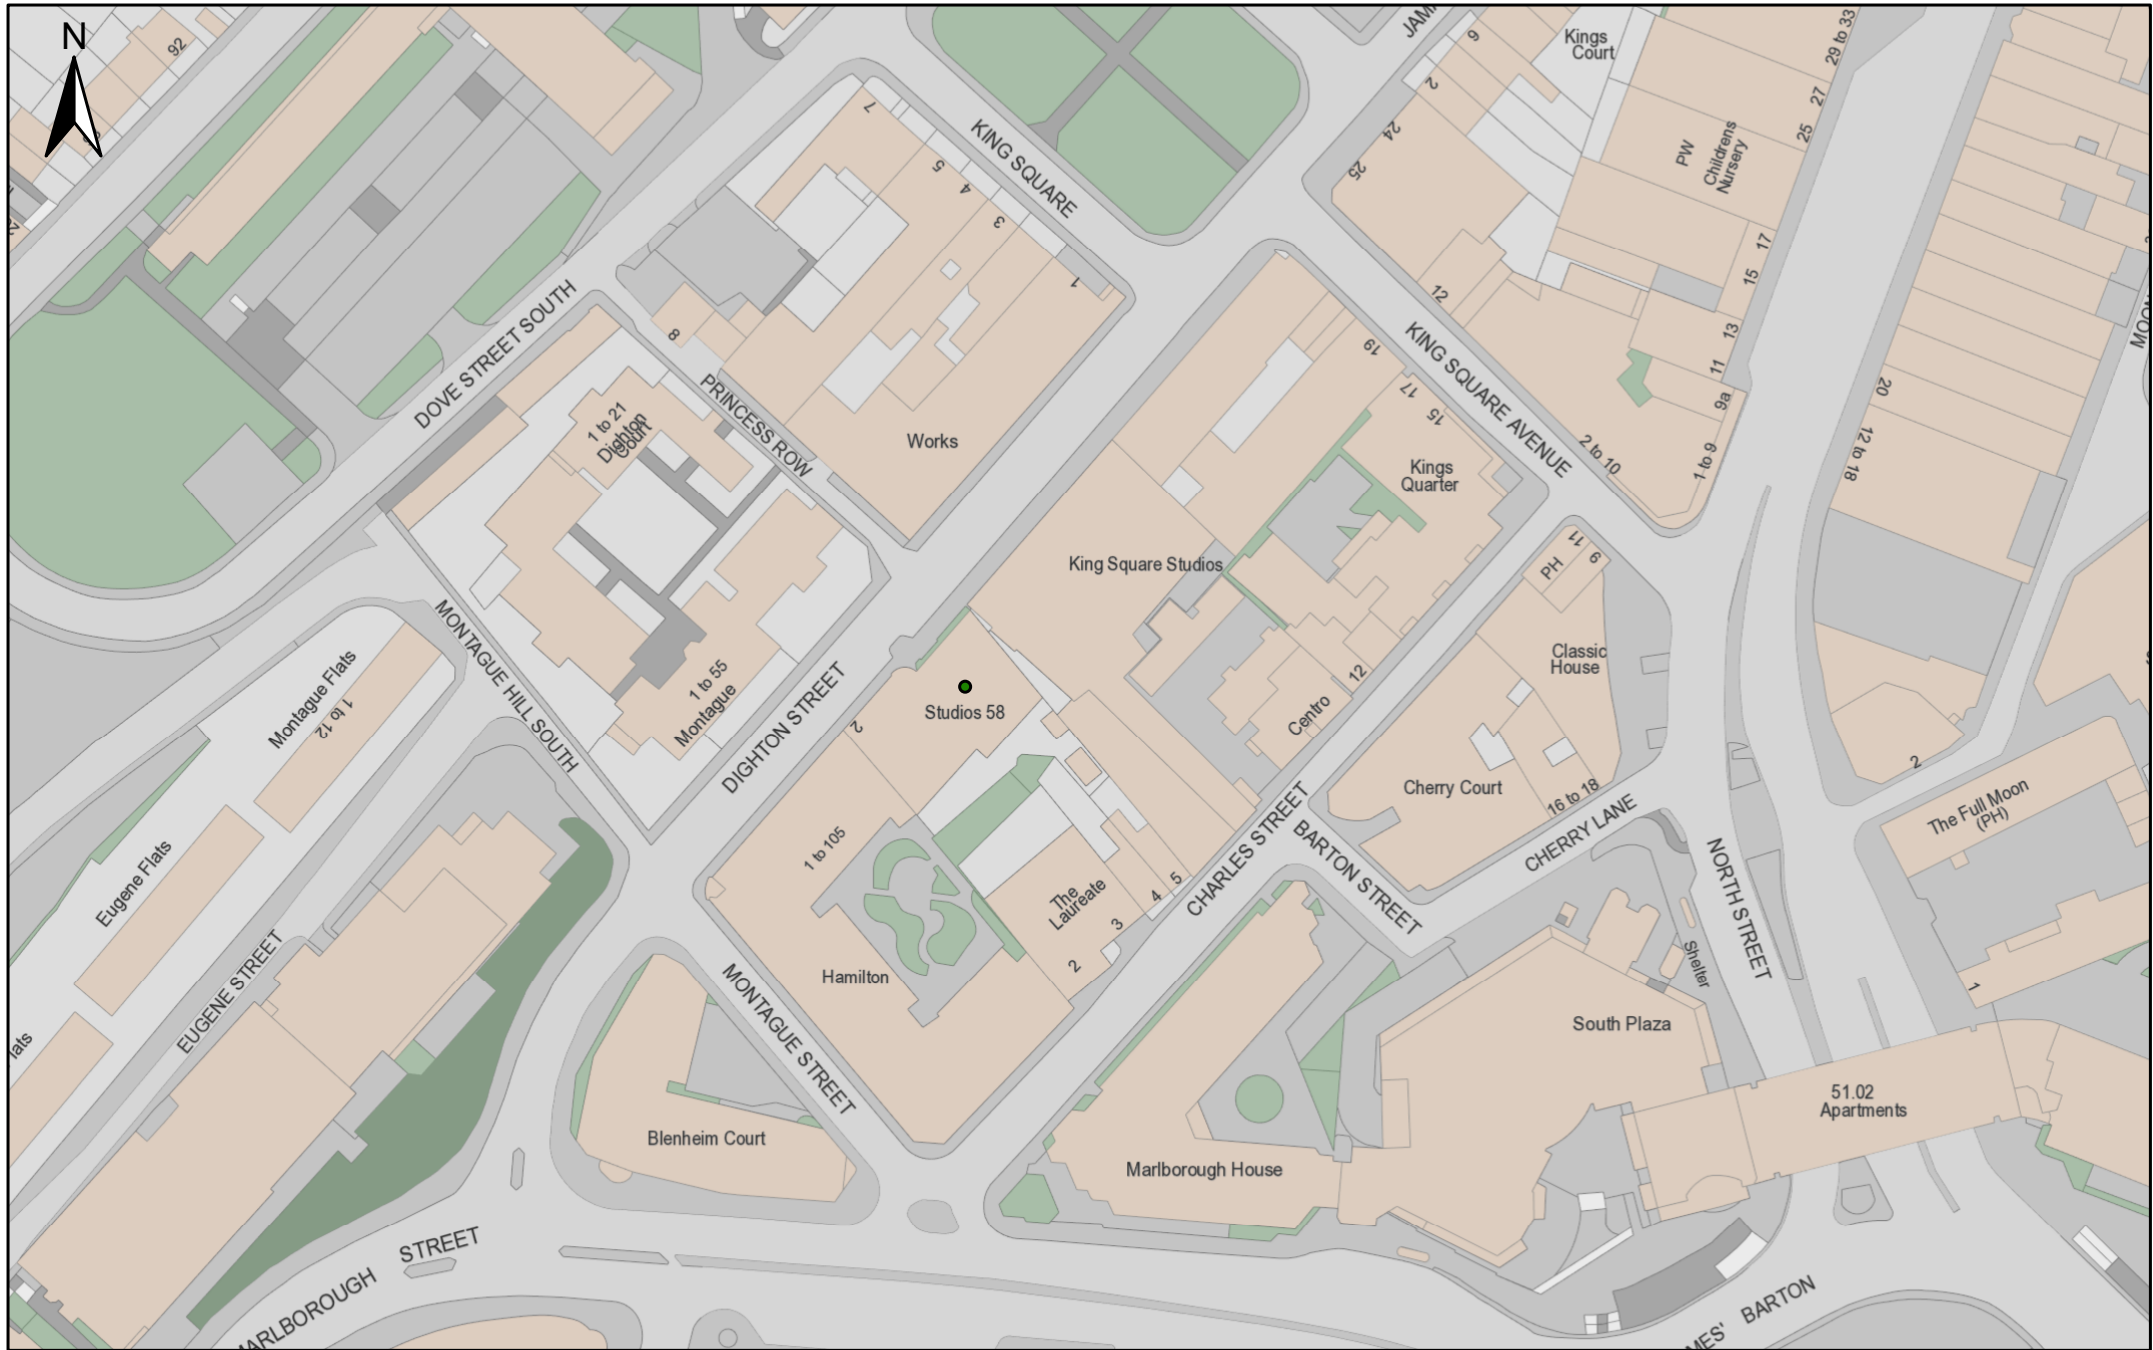 N
92
KING SQUARE
7
5
4
3
1
6
2
24
25
Kings
Court
29 to 33
27
25
PW
Childrens
Nursery
17
15
13
11
9a
1 to 9
12
2 to 10
KING SQUARE AVENUE
19
17
15
20
12 to 18
DOVE STREET SOUTH
8
PRINCESS ROW
1 to 21
Dighton
Court
Works
Kings
Quarter
King Square Studios
11
9
PH
Classic
House
MONTAGUE HILL SOUTH
Montague Flats
1 to 12
1 to 55
Montague
DIGHTON STREET
2
Studios 58
12
Centro
Cherry Court
16 to 18
CHERRY LANE
2
The Full Moon
(PH)
Eugene Flats
1 to 105
The
Laureate
5
4
3
2
CHARLES STREET
BARTON STREET
NORTH STREET
Shelter
1
EUGENE STREET
Hamilton
MONTAGUE STREET
South Plaza
51.02
Apartments
Blenheim Court
Marlborough House
STREET
ARLBOROUGH
MES' BARTON
lats